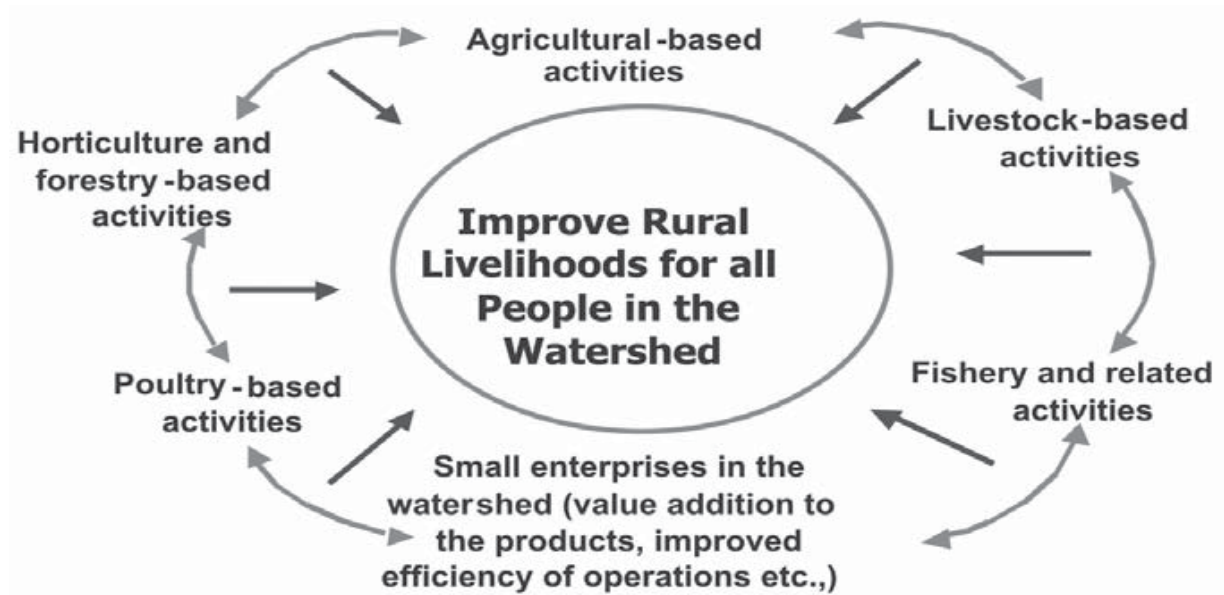 Agricultural-based
activities
Livestock-based
activities
Horticulture and
forestry-based
activities
Improve Rural
Livelihoods for all
People in the
Watershed
Poultry-based
activities
Fishery and related
activities
Small enterprises in the
watershed (value addition to
the products, improved
efficiency of operations etc.,)